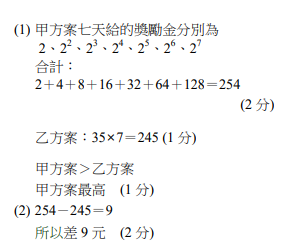 (1) 甲方案七天給的獎勵金分別為
2、2²、2³、2⁴、2⁵、2⁶、2⁷
合計：
2＋4＋8＋16＋32＋64＋128＝254
(2 分)
乙方案：35×7＝245 (1 分)
甲方案＞乙方案
甲方案最高 (1 分)
(2) 254－245＝9
所以差 9 元 (2 分)